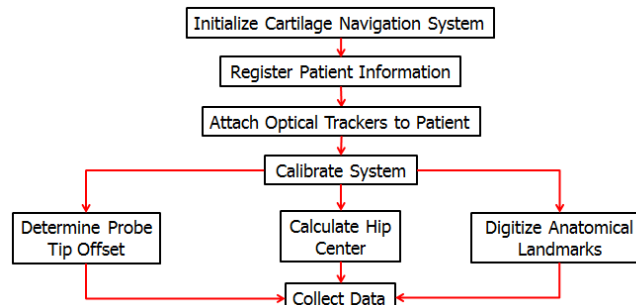 Initialize Cartilage Navigation System
Register Patient Information
Attach Optical Trackers to Patient
Calibrate System
Determine Probe
Tip Offset
Calculate Hip
Center
Digitize Anatomical
Landmarks
Collect Data